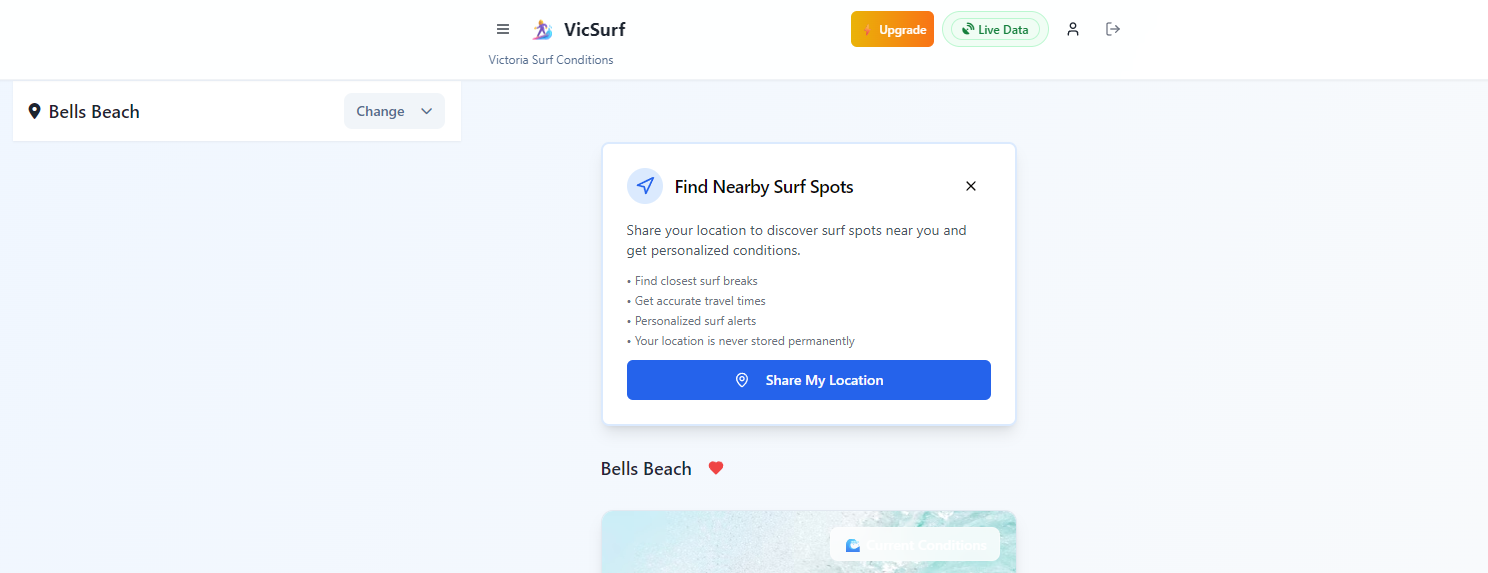 VicSurf
Upgrade
Live Data
Victoria Surf Conditions
Bells Beach
Change
Find Nearby Surf Spots
Share your location to discover surf spots near you and
get personalized conditions.
• Find closest surf breaks
• Get accurate travel times
• Personalized surf alerts
• Your location is never stored permanently
Share My Location
Bells Beach
Current Conditions